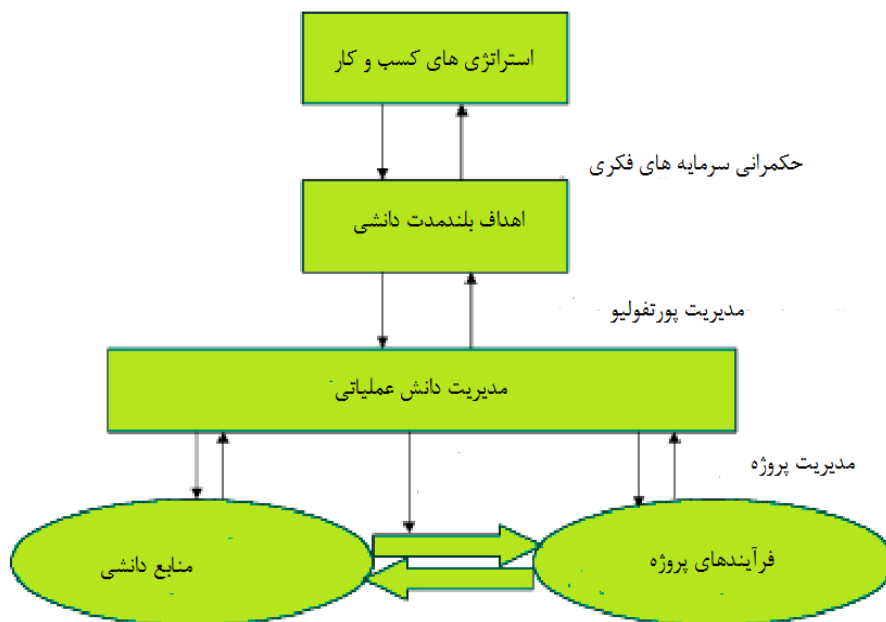 استراتژی های کسب و کار
حکمرانی سرمایه های فکری
اهداف بلندمدت دانشی
مدیریت پورتفولیو
مدیریت دانش عملیاتی
مدیریت پروژه
فرآیندهای پروژه
منابع دانشی